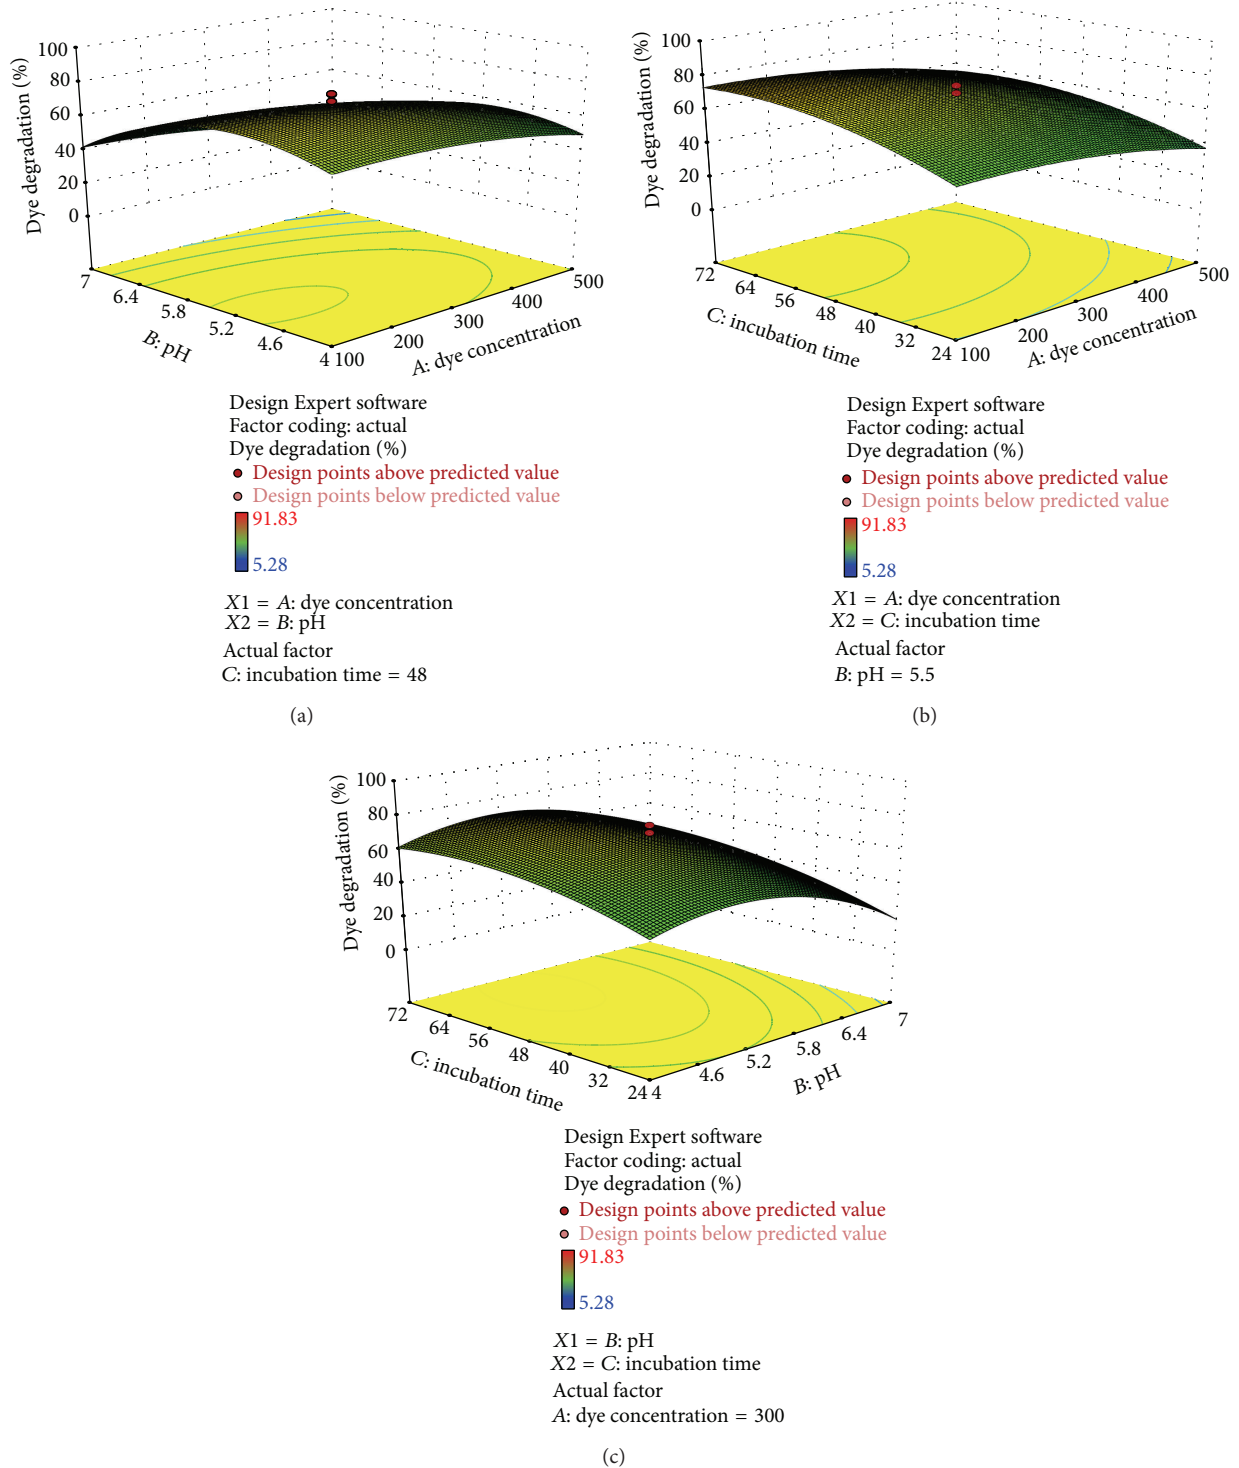 100
80
60
40
20
0
Dye degradation (%)
7
6.4
5.8
5.2
4.6
4
B: pH
100
200
300
400
500
A: dye concentration
Design Expert software
Factor coding: actual
Dye degradation (%)
Design points above predicted value
Design points below predicted value
91.83
5.28
X1 = A: dye concentration
X2 = B: pH
Actual factor
C: incubation time = 48
(a)
100
80
60
40
20
0
Dye degradation (%)
72
64
56
48
40
32
24
C: incubation time
100
200
300
400
500
A: dye concentration
Design Expert software
Factor coding: actual
Dye degradation (%)
Design points above predicted value
Design points below predicted value
91.83
5.28
X1 = A: dye concentration
X2 = C: incubation time
Actual factor
B: pH = 5.5
(b)
100
80
60
40
20
0
Dye degradation (%)
72
64
56
48
40
32
24
C: incubation time
4
4.6
5.2
5.8
6.4
7
B: pH
Design Expert software
Factor coding: actual
Dye degradation (%)
Design points above predicted value
Design points below predicted value
91.83
5.28
X1 = B: pH
X2 = C: incubation time
Actual factor
A: dye concentration = 300
(c)